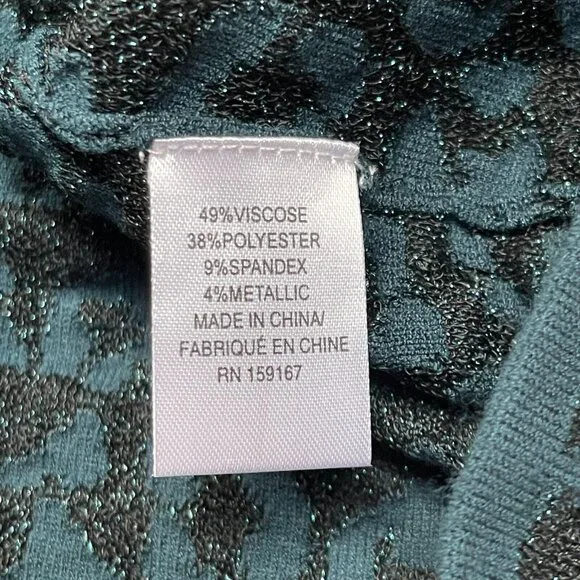 49%VISCOSE
38%POLYESTER
9%SPANDEX
4%METALLIC
MADE IN CHINA/
FABRIQUÉ EN CHINE
RN 159167